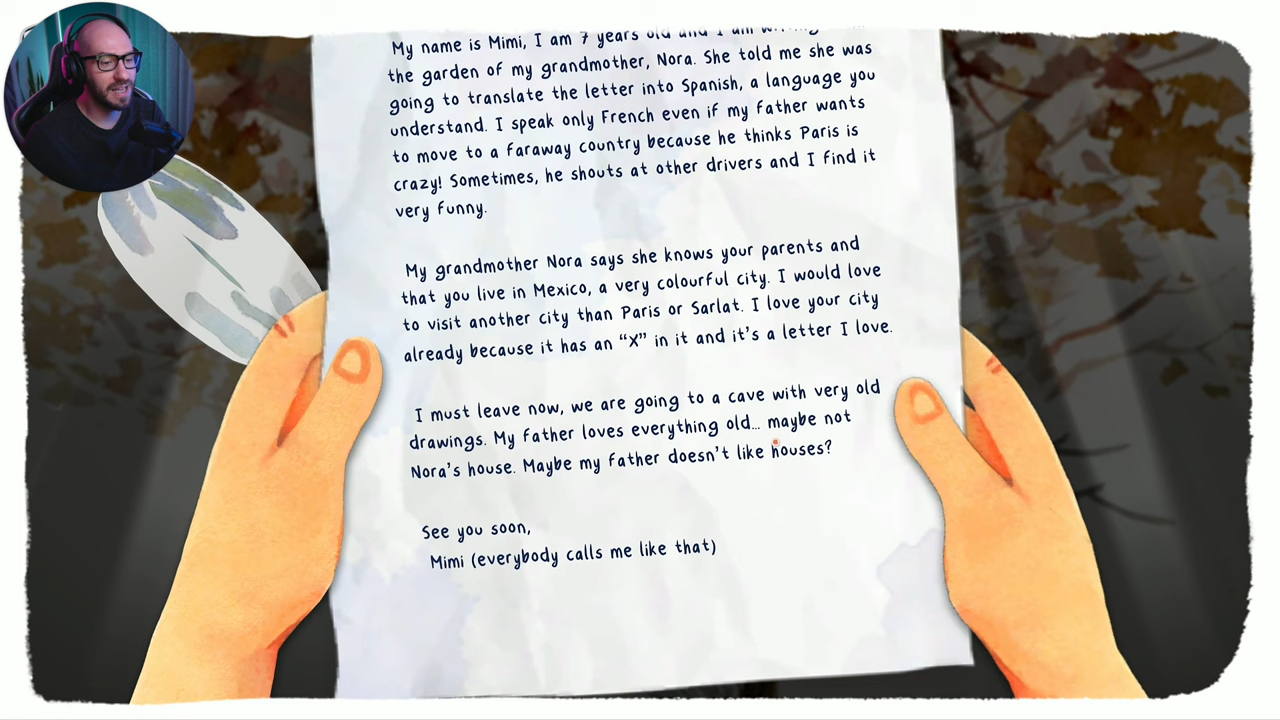 My name is Mimi, I am 7 years old and I am
the garden of my grandmother, Nora. She told me she was
going to translate the letter into Spanish, a language you
understand. I speak only French even if my father wants
to move to a faraway country because he thinks Paris is
crazy! Sometimes, he shouts at other drivers and I find it
very funny.
My grandmother Nora says she knows your parents and
that you live in Mexico, a very colourful city. I would love
to visit another city than Paris or Sarlat. I love your city
already because it has an “X” in it and it’s a letter I love.
I must leave now, we are going to a cave with very old
drawings. My father loves everything old... maybe not
Nora’s house. Maybe my father doesn’t like houses?
See you soon,
Mimi (everybody calls me like that)